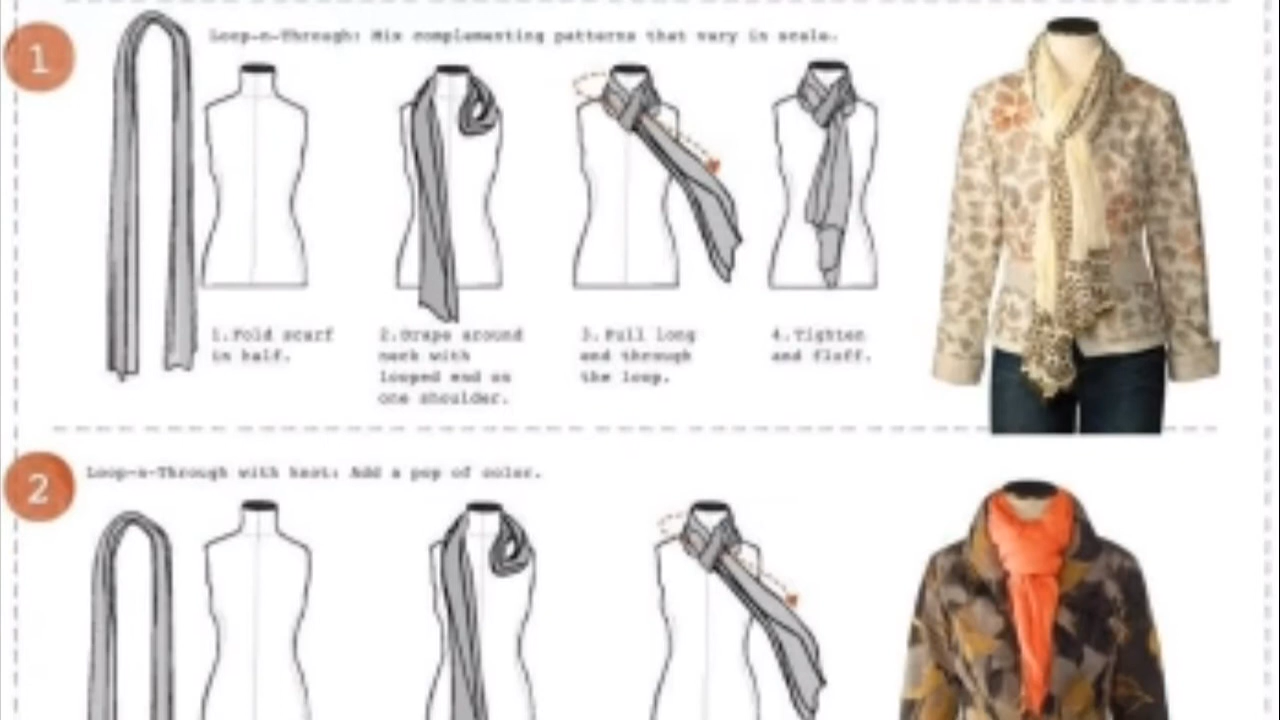 1
Loop-n-Through: Mix complementing patterns that vary in scale.
1.Fold scarf
in half.
2.Drape around
neck with
looped end on
one shoulder.
3.Pull long
end through
the loop.
4.Tighten
and fluff.
2
Loop-n-Through with knot: Add a pop of color.